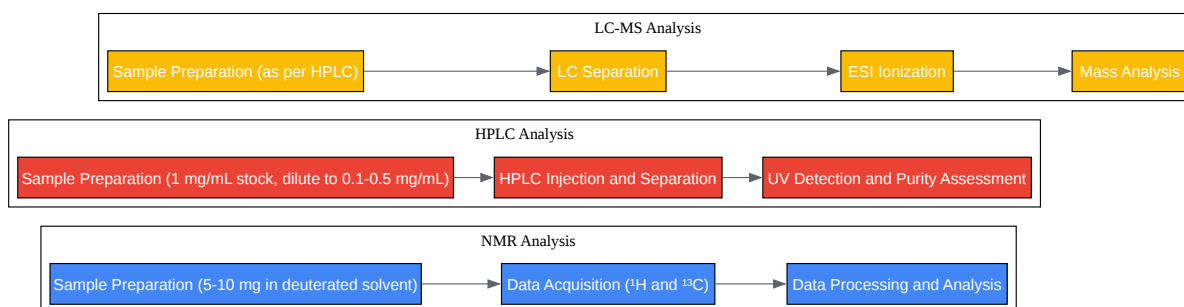 LC-MS Analysis
Sample Preparation (as per HPLC)
LC Separation
ESI Ionization
Mass Analysis
HPLC Analysis
Sample Preparation (1 mg/mL stock, dilute to 0.1-0.5 mg/mL)
HPLC Injection and Separation
UV Detection and Purity Assessment
NMR Analysis
Sample Preparation (5-10 mg in deuterated solvent)
Data Acquisition (¹H and ¹³C)
Data Processing and Analysis